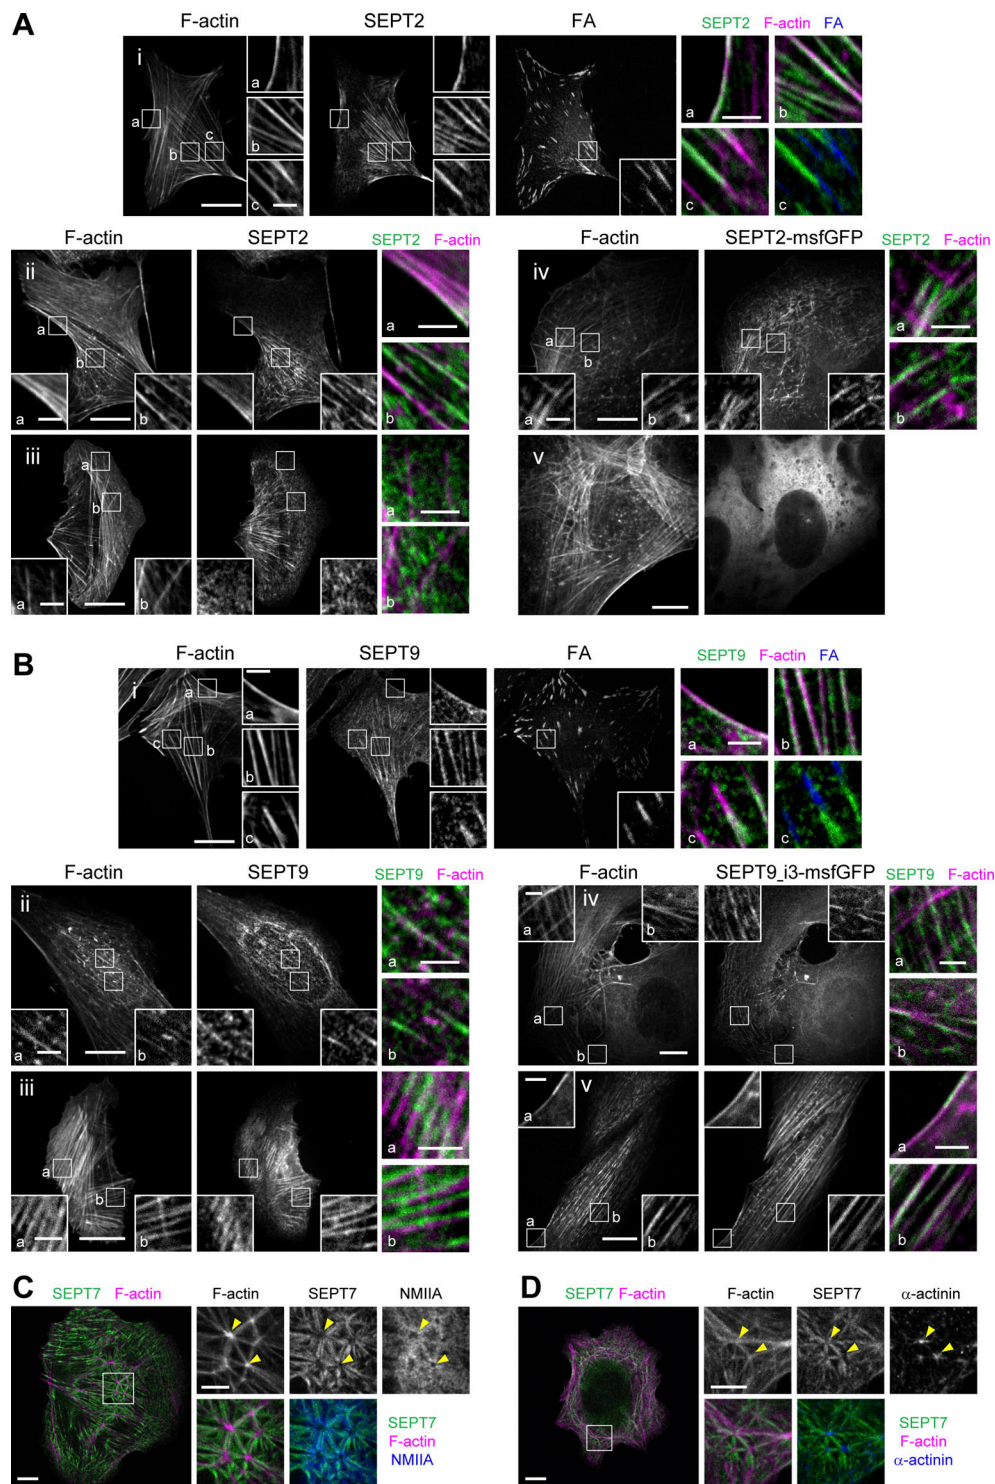 A
F-actin SEPT2 FA SEPT2 F-actin FA
i
a
b
c
a
b
c
a
b
c
c
F-actin SEPT2 SEPT2 F-actin
ii
a
b
a
b
a
b
iii
a
b
a
b
a
b
F-actin SEPT2-msfGFP SEPT2 F-actin
iv
a
b
a
b
a
b
v
B
F-actin SEPT9 FA SEPT9 F-actin FA
i
a
b
c
a
b
c
a
b
c
c
F-actin SEPT9 SEPT9 F-actin
ii
a
b
a
b
iii
a
b
a
b
a
b
F-actin SEPT9_i3-msfGFP SEPT9 F-actin
iv
a
b
a
b
a
b
v
a
a
b
b
a
b
C
SEPT7 F-actin F-actin SEPT7 NMIIA
SEPT7
F-actin
NMIIA
D
SEPT7 F-actin F-actin SEPT7 α-actinin
SEPT7
F-actin
α-actinin